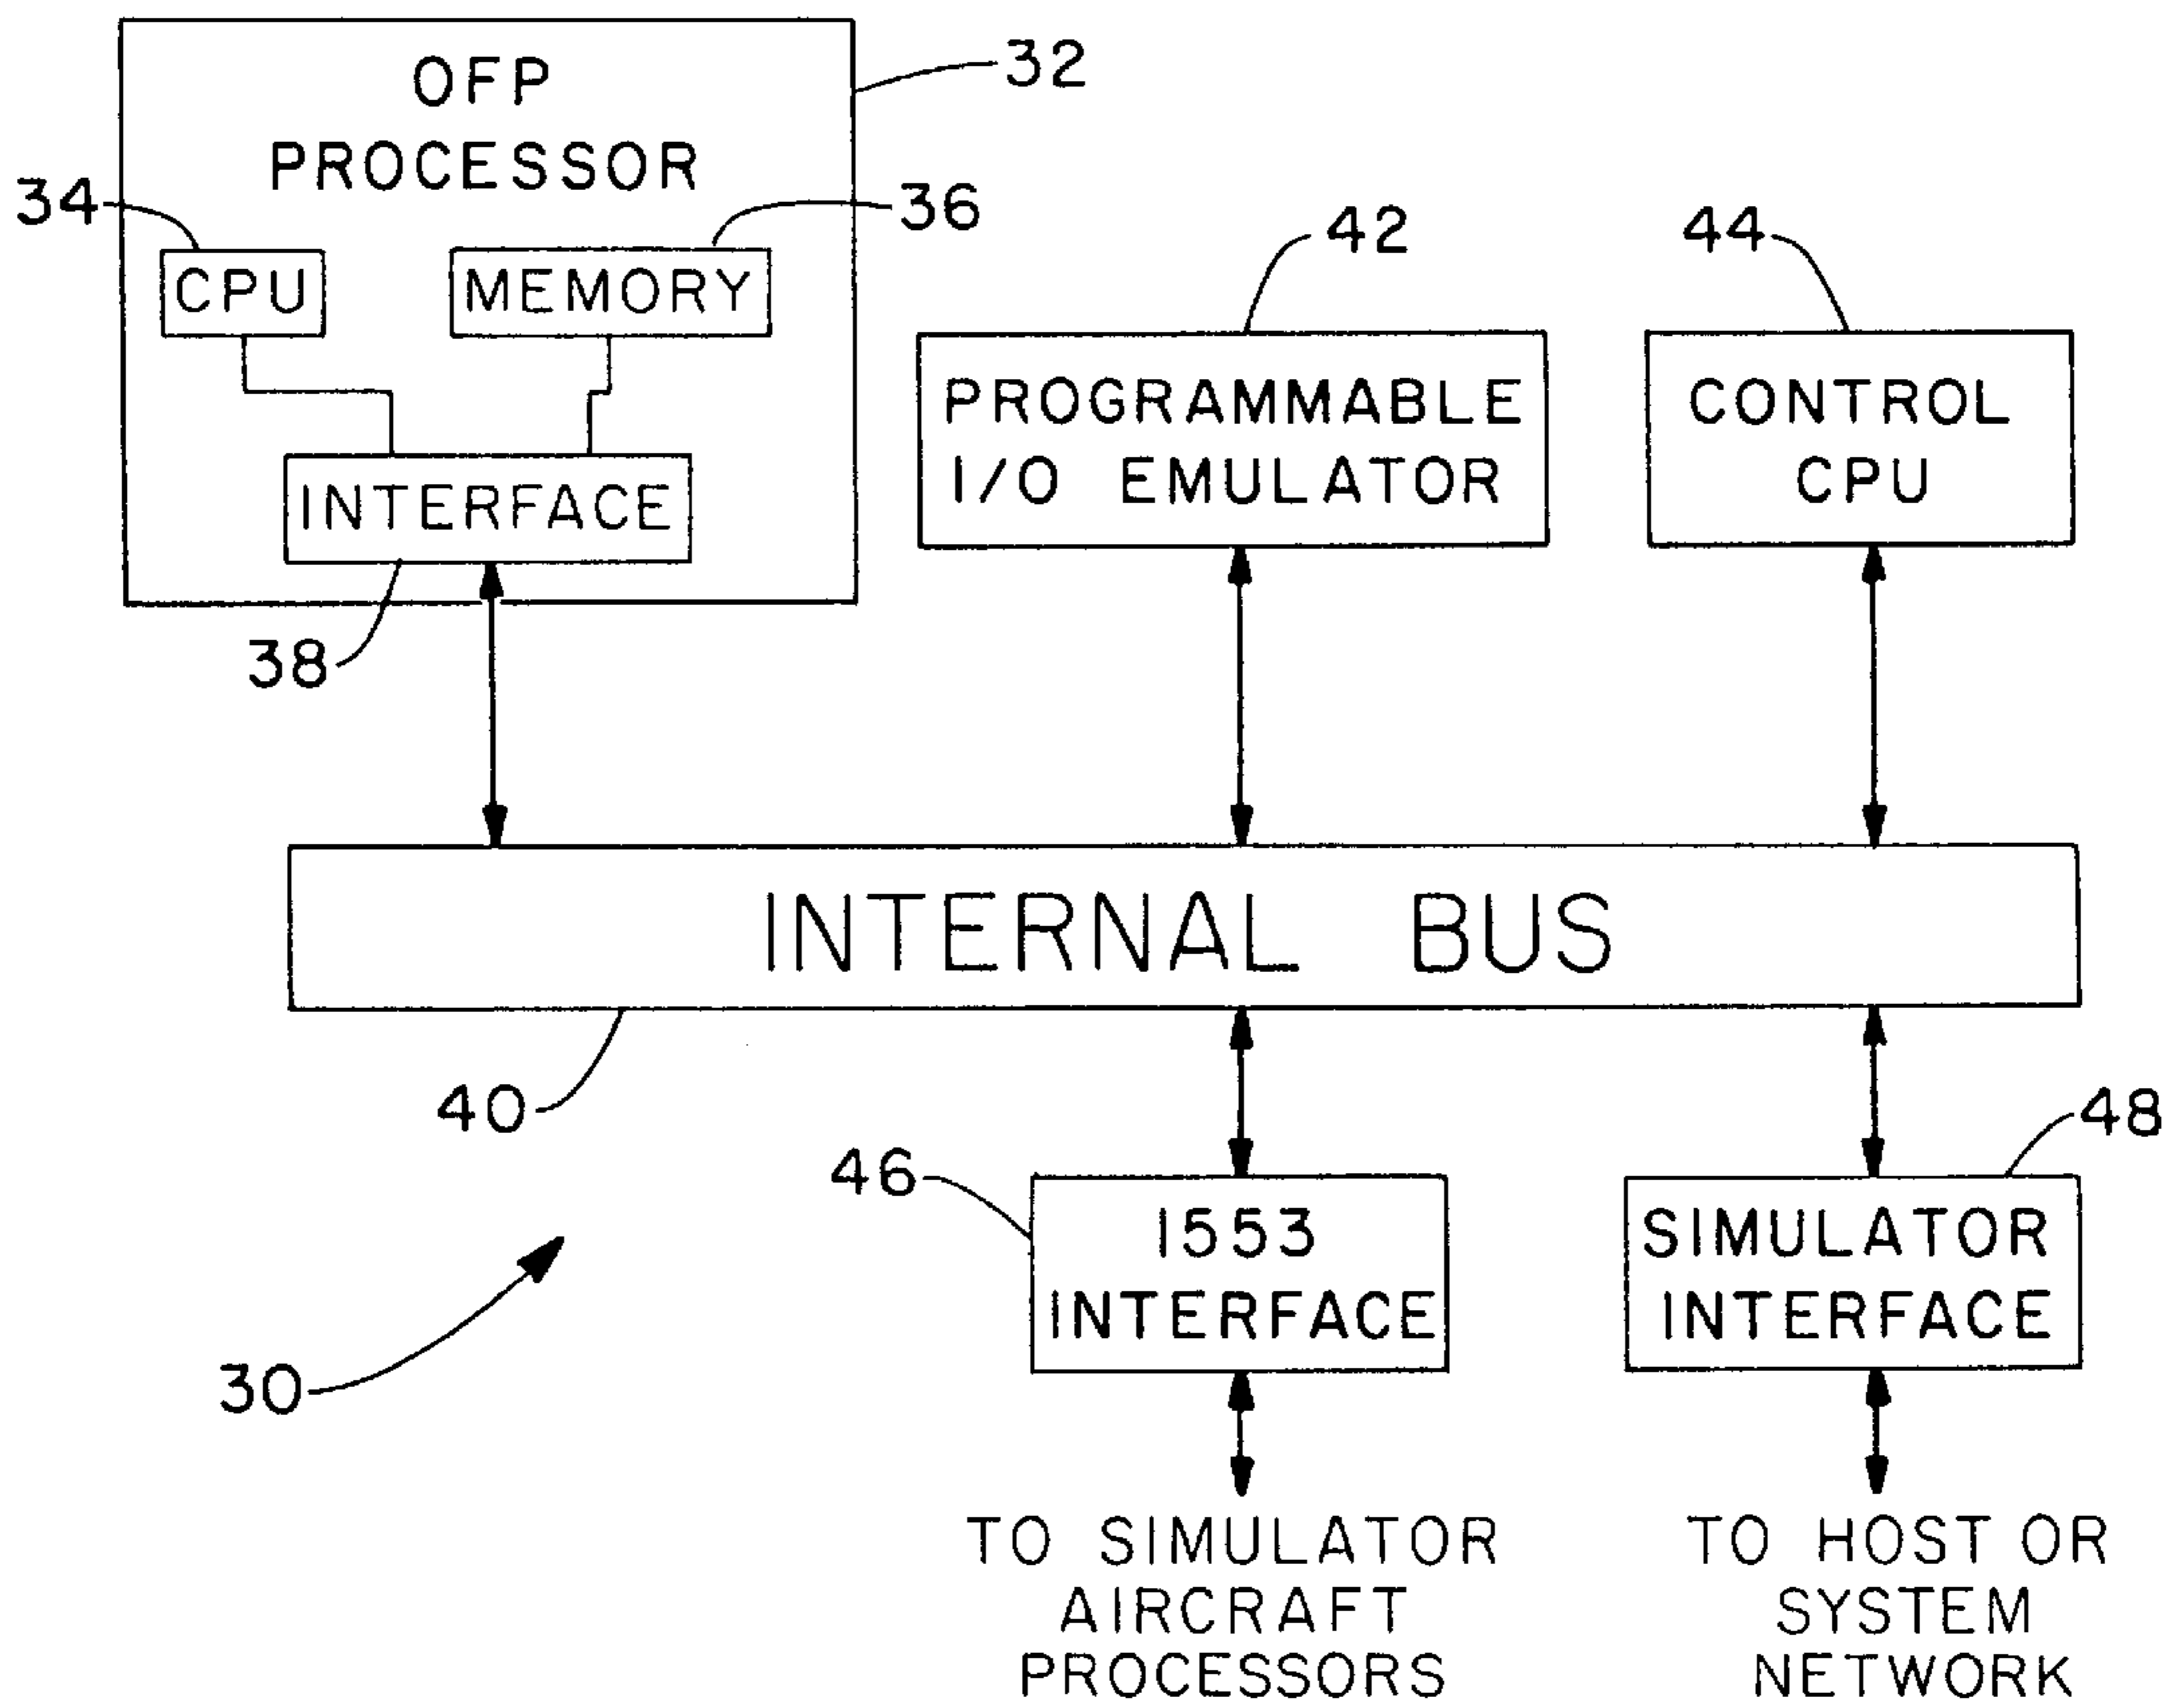 OFP
PROCESSOR
32
34
36
CPU
MEMORY
INTERFACE
38
42
44
PROGRAMMABLE
I/O EMULATOR
CONTROL
CPU
INTERNAL BUS
40
46
48
1553
INTERFACE
SIMULATOR
INTERFACE
30
TO SIMULATOR
AIRCRAFT
PROCESSORS
TO HOST OR
SYSTEM
NETWORK